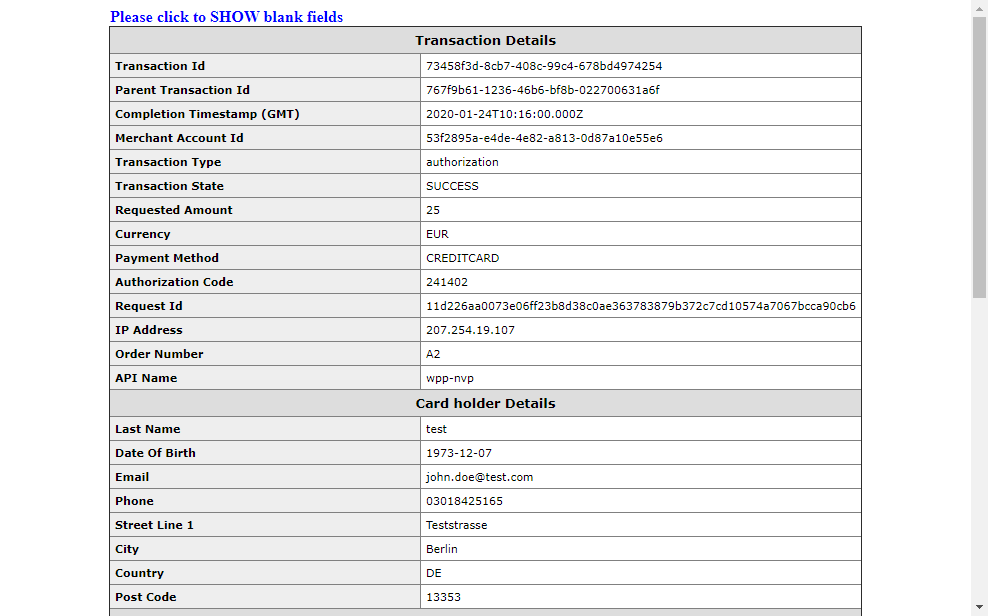 Please click to SHOW blank fields
Transaction Details
Transaction Id 73458f3d-8cb7-408c-99c4-678bd4974254
Parent Transaction Id 767f9b61-1236-46b6-bf8b-022700631a6f
Completion Timestamp (GMT) 2020-01-24T10:16:00.000Z
Merchant Account Id 53f2895a-e4de-4e82-a813-0d87a10e55e6
Transaction Type authorization
Transaction State SUCCESS
Requested Amount 25
Currency EUR
Payment Method CREDITCARD
Authorization Code 241402
Request Id 11d226aa0073e06ff23b8d38c0ae363783879b372c7cd10574a7067bcca90cb6
IP Address 207.254.19.107
Order Number A2
API Name wpp-nvp
Card holder Details
Last Name test
Date Of Birth 1973-12-07
Email john.doe@test.com
Phone 03018425165
Street Line 1 Teststrasse
City Berlin
Country DE
Post Code 13353